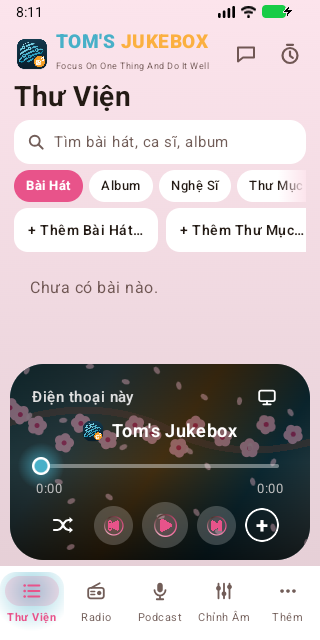 8:11
TOM'S JUKEBOX
Focus On One Thing And Do It Well
Thư Viện
Tìm bài hát, ca sĩ, album
Bài Hát Album Nghệ Sĩ Thư Mục
+ Thêm Bài Hát… + Thêm Thư Mục…
Chưa có bài nào.
Điện thoại này
Tom's Jukebox
0:00 0:00
Thư Viện Radio Podcast Chỉnh Âm Thêm